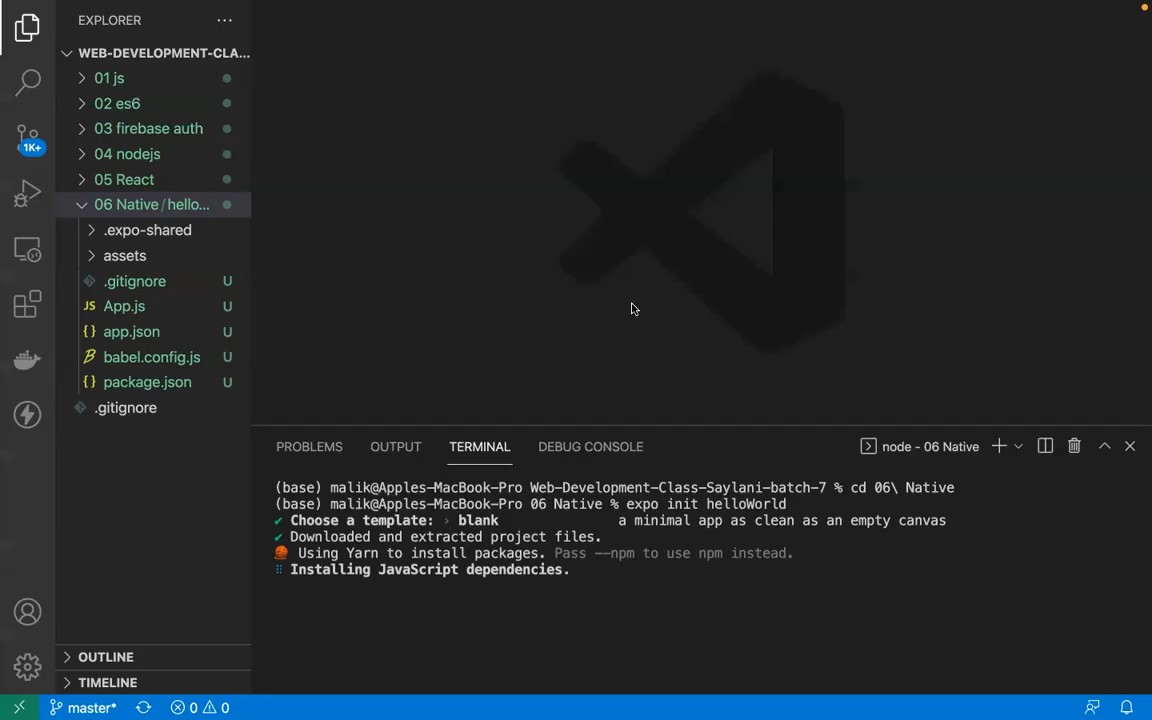 EXPLORER
WEB-DEVELOPMENT-CLA...
01 js
02 es6
03 firebase auth
04 nodejs
05 React
06 Native / hello...
.expo-shared
assets
.gitignore U
JS App.js U
{} app.json U
babel.config.js U
{} package.json U
.gitignore
OUTLINE
TIMELINE
1K+
PROBLEMS OUTPUT TERMINAL DEBUG CONSOLE node - 06 Native
(base) malik@Apples-MacBook-Pro Web-Development-Class-Saylani-batch-7 % cd 06\ Native
(base) malik@Apples-MacBook-Pro 06 Native % expo init helloWorld
✔ Choose a template: › blank a minimal app as clean as an empty canvas
✔ Downloaded and extracted project files.
🧶 Using Yarn to install packages. Pass --npm to use npm instead.
⠿ Installing JavaScript dependencies.
master* 0 0